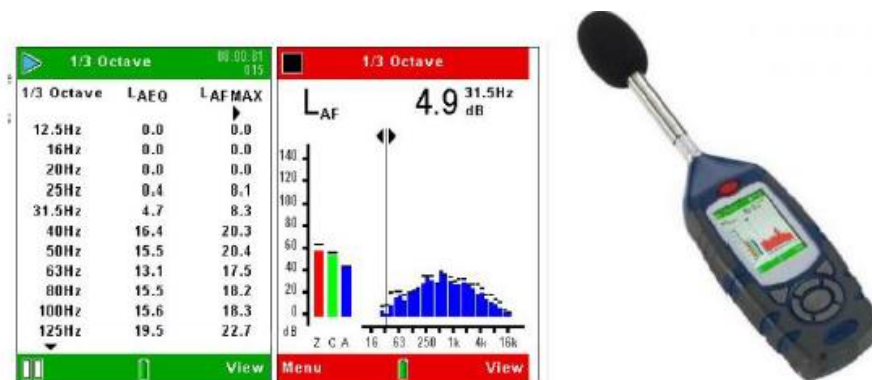 1/3 Octave 00:00:01
015
1/3 Octave LAEQ LAFMAX
12.5Hz 0.0 0.0
16Hz 0.0 0.0
20Hz 0.0 0.0
25Hz 0.4 8.1
31.5Hz 4.7 8.3
40Hz 16.4 20.3
50Hz 15.5 20.4
63Hz 13.1 17.5
80Hz 15.5 18.2
100Hz 15.6 18.3
125Hz 19.5 22.7
View
1/3 Octave
LAF 4.9 31.5Hz
dB
140
120
100
80
60
40
20
0
dB
Z C A 16 63 250 1k 4k 16k
Menu View